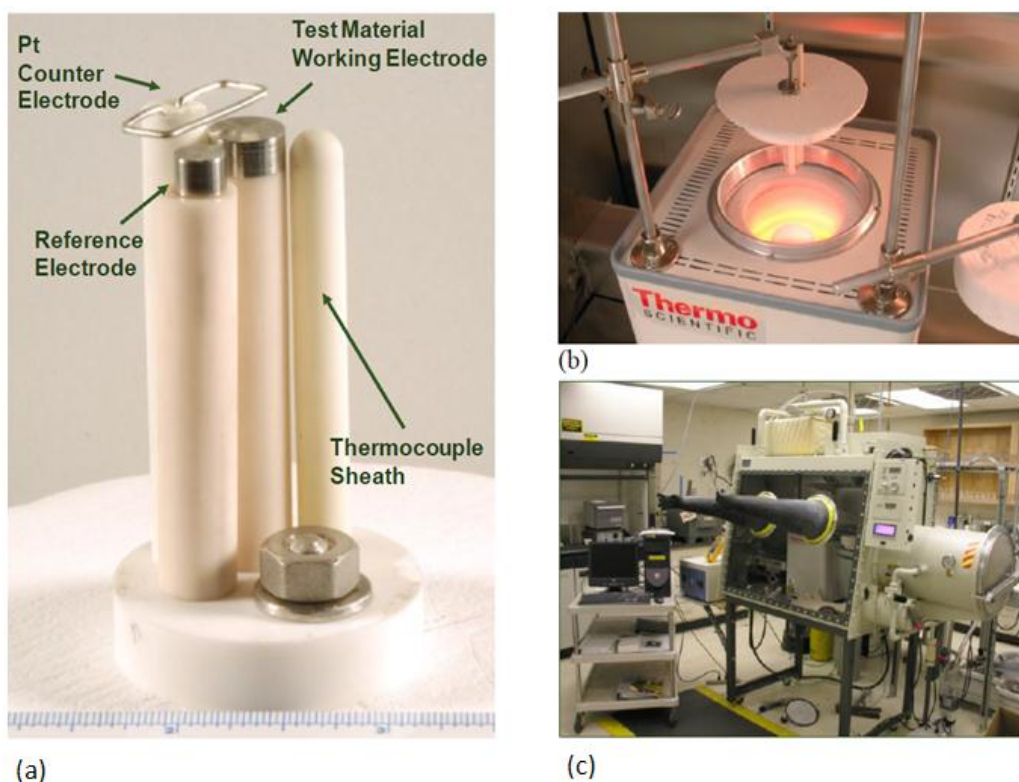 Pt
Counter
Electrode
Test Material
Working Electrode
Reference
Electrode
Thermocouple
Sheath
(a)
Thermo
SCIENTIFIC
(b)
(c)